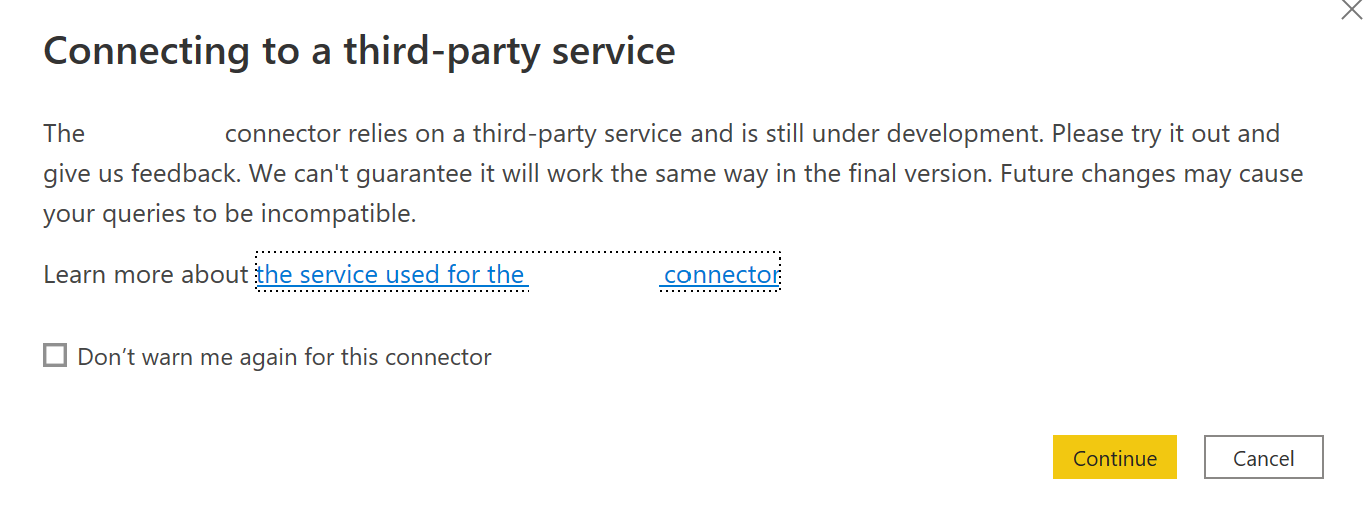 Connecting to a third-party service
The connector relies on a third-party service and is still under development. Please try it out and
give us feedback. We can't guarantee it will work the same way in the final version. Future changes may cause
your queries to be incompatible.
Learn more about the service used for the connector
Don’t warn me again for this connector
Continue Cancel